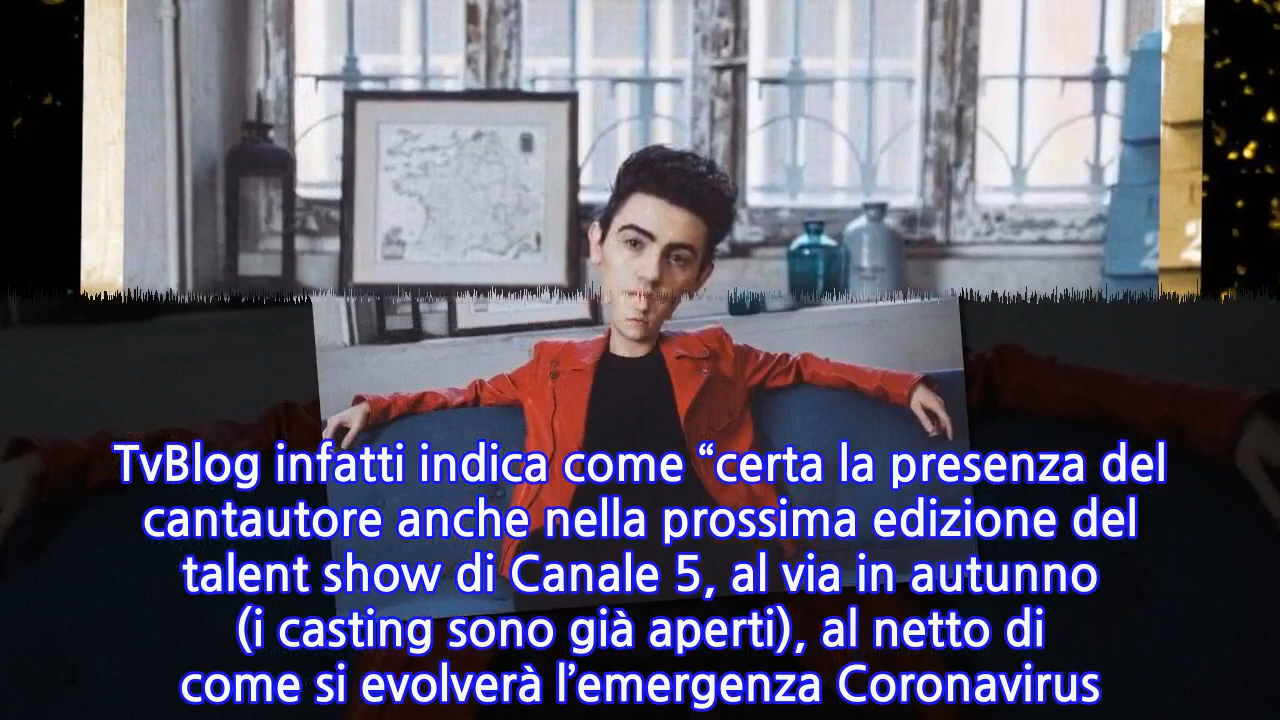 TvBlog infatti indica come “certa la presenza del
cantautore anche nella prossima edizione del
talent show di Canale 5, al via in autunno
(i casting sono già aperti), al netto di
come si evolverà l’emergenza Coronavirus